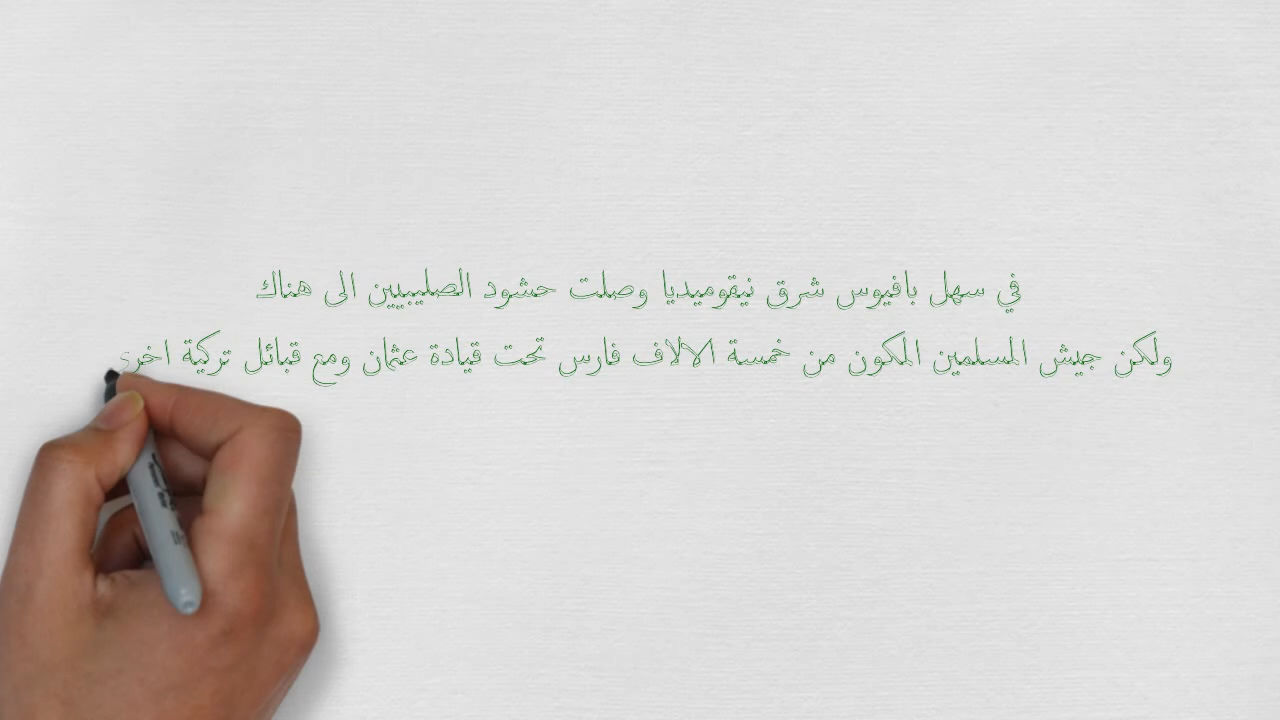 في سهل بافيوس شرق نيقوميديا وصلت حشود الصليبيين الى هناك
ولكن جيش المسلمين المكون من خمسة الالاف فارس تحت قيادة عثمان ومع قبائل تركية اخرى